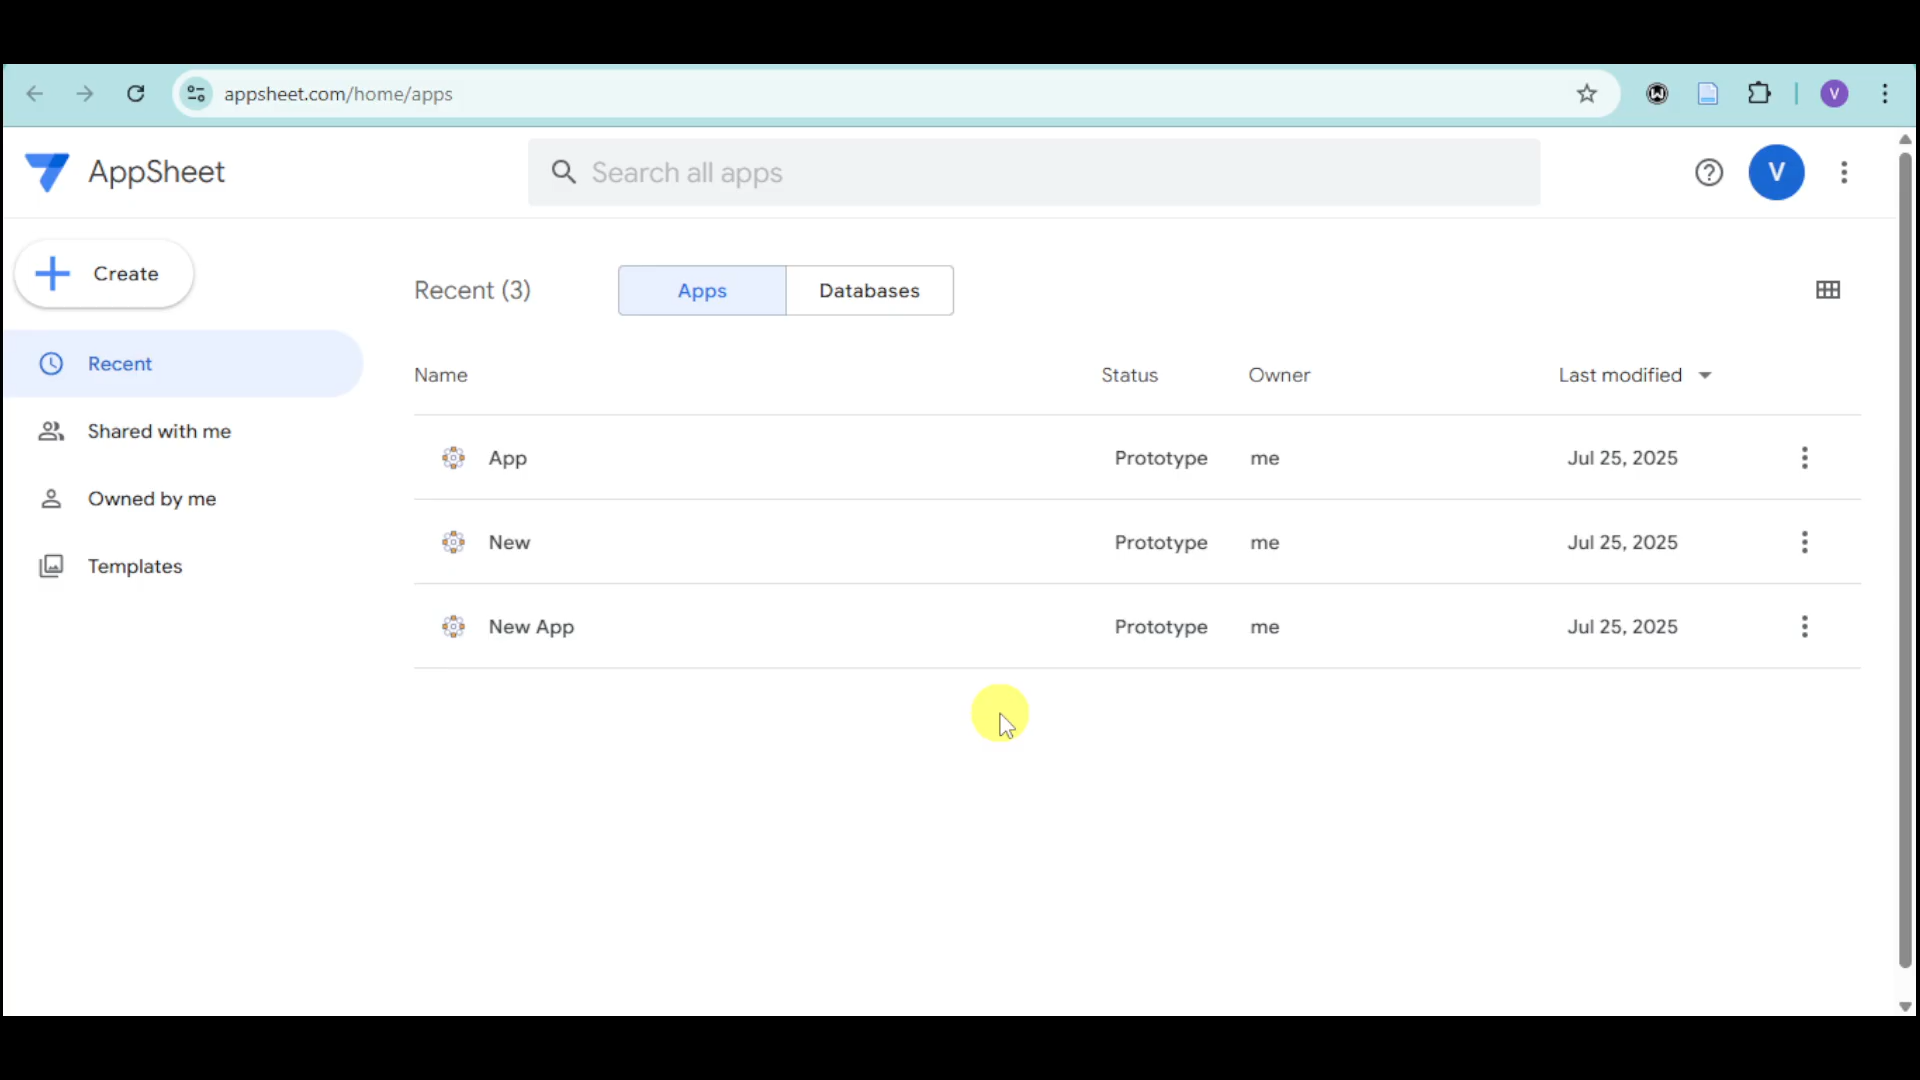 appsheet.com/home/apps
V
AppSheet
Search all apps
V
Create
Recent (3)
Apps
Databases
Recent
Shared with me
Owned by me
Templates
Name Status Owner Last modified
App Prototype me Jul 25, 2025
New Prototype me Jul 25, 2025
New App Prototype me Jul 25, 2025